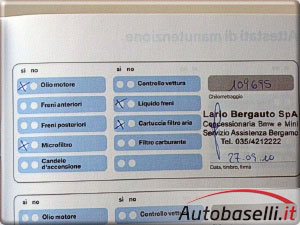 Attestati di manutenzione
si no
si no
Olio motore
Controllo vettura
109695
Chilometraggio
Freni anteriori
Liquido freni
Lario Bergauto SpA
Concessionaria Bmw e Mini
Freni posteriori
Cartuccia filtro aria
Servizio Assistenza Bergamo
Tel. 035/4212222
Microfiltro
Filtro carburante
27.09.10
Candele
d'accensione
Data, timbro, firma
si no
si no
Olio motore
Controllo vettura
Autobaselli.it